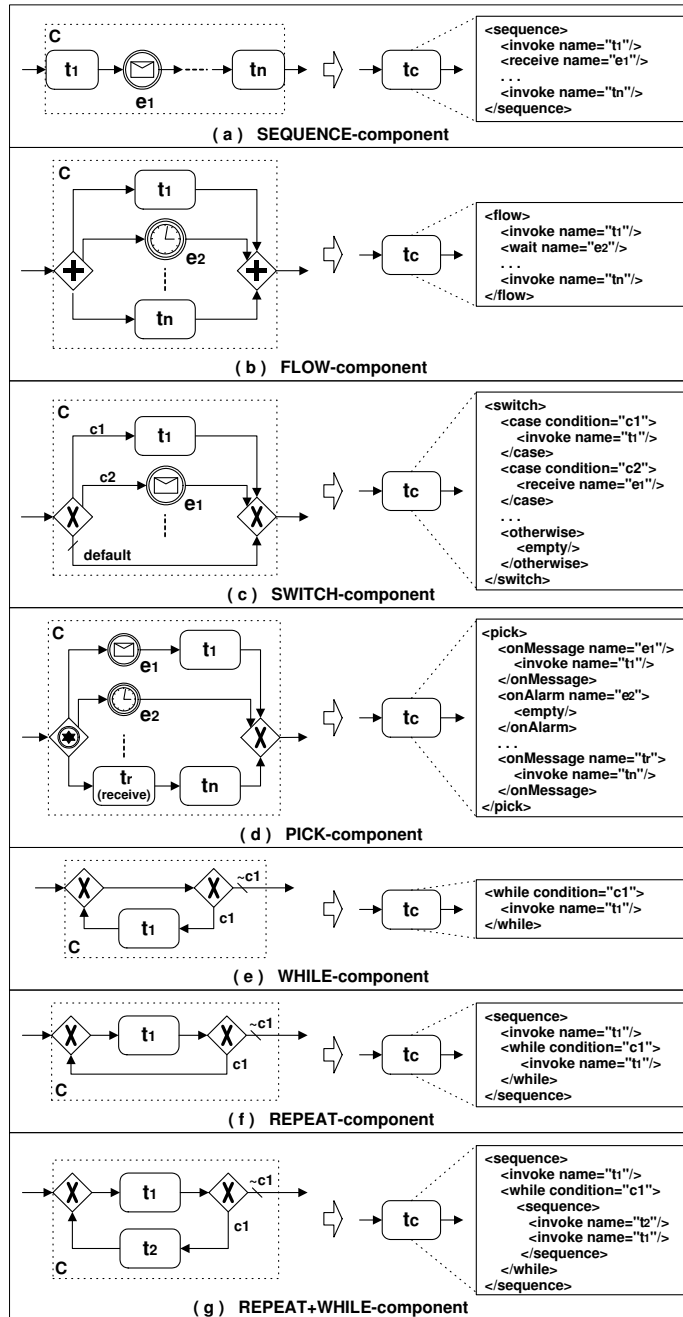 C
t1
e1
tn
tc
<sequence>
<invoke name="t1"/>
<receive name="e1"/>
. . .
<invoke name="tn"/>
</sequence>
( a ) SEQUENCE-component
C
t1
e2
tn
tc
<flow>
<invoke name="t1"/>
<wait name="e2"/>
. . .
<invoke name="tn"/>
</flow>
( b ) FLOW-component
C
c1
t1
c2
e1
default
tc
<switch>
<case condition="c1">
<invoke name="t1"/>
</case>
<case condition="c2">
<receive name="e1"/>
</case>
. . .
<otherwise>
<empty/>
</otherwise>
</switch>
( c ) SWITCH-component
C
e1
t1
e2
tr
(receive)
tn
tc
<pick>
<onMessage name="e1"/>
<invoke name="t1"/>
</onMessage>
<onAlarm name="e2">
<empty/>
</onAlarm>
. . .
<onMessage name="tr">
<invoke name="tn"/>
</onMessage>
</pick>
( d ) PICK-component
~c1
c1
t1
C
tc
<while condition="c1">
<invoke name="t1"/>
</while>
( e ) WHILE-component
t1
~c1
c1
C
tc
<sequence>
<invoke name="t1"/>
<while condition="c1">
<invoke name="t1"/>
</while>
</sequence>
( f ) REPEAT-component
t1
~c1
c1
t2
C
tc
<sequence>
<invoke name="t1"/>
<while condition="c1">
<sequence>
<invoke name="t2"/>
<invoke name="t1"/>
</sequence>
</while>
</sequence>
( g ) REPEAT+WHILE-component